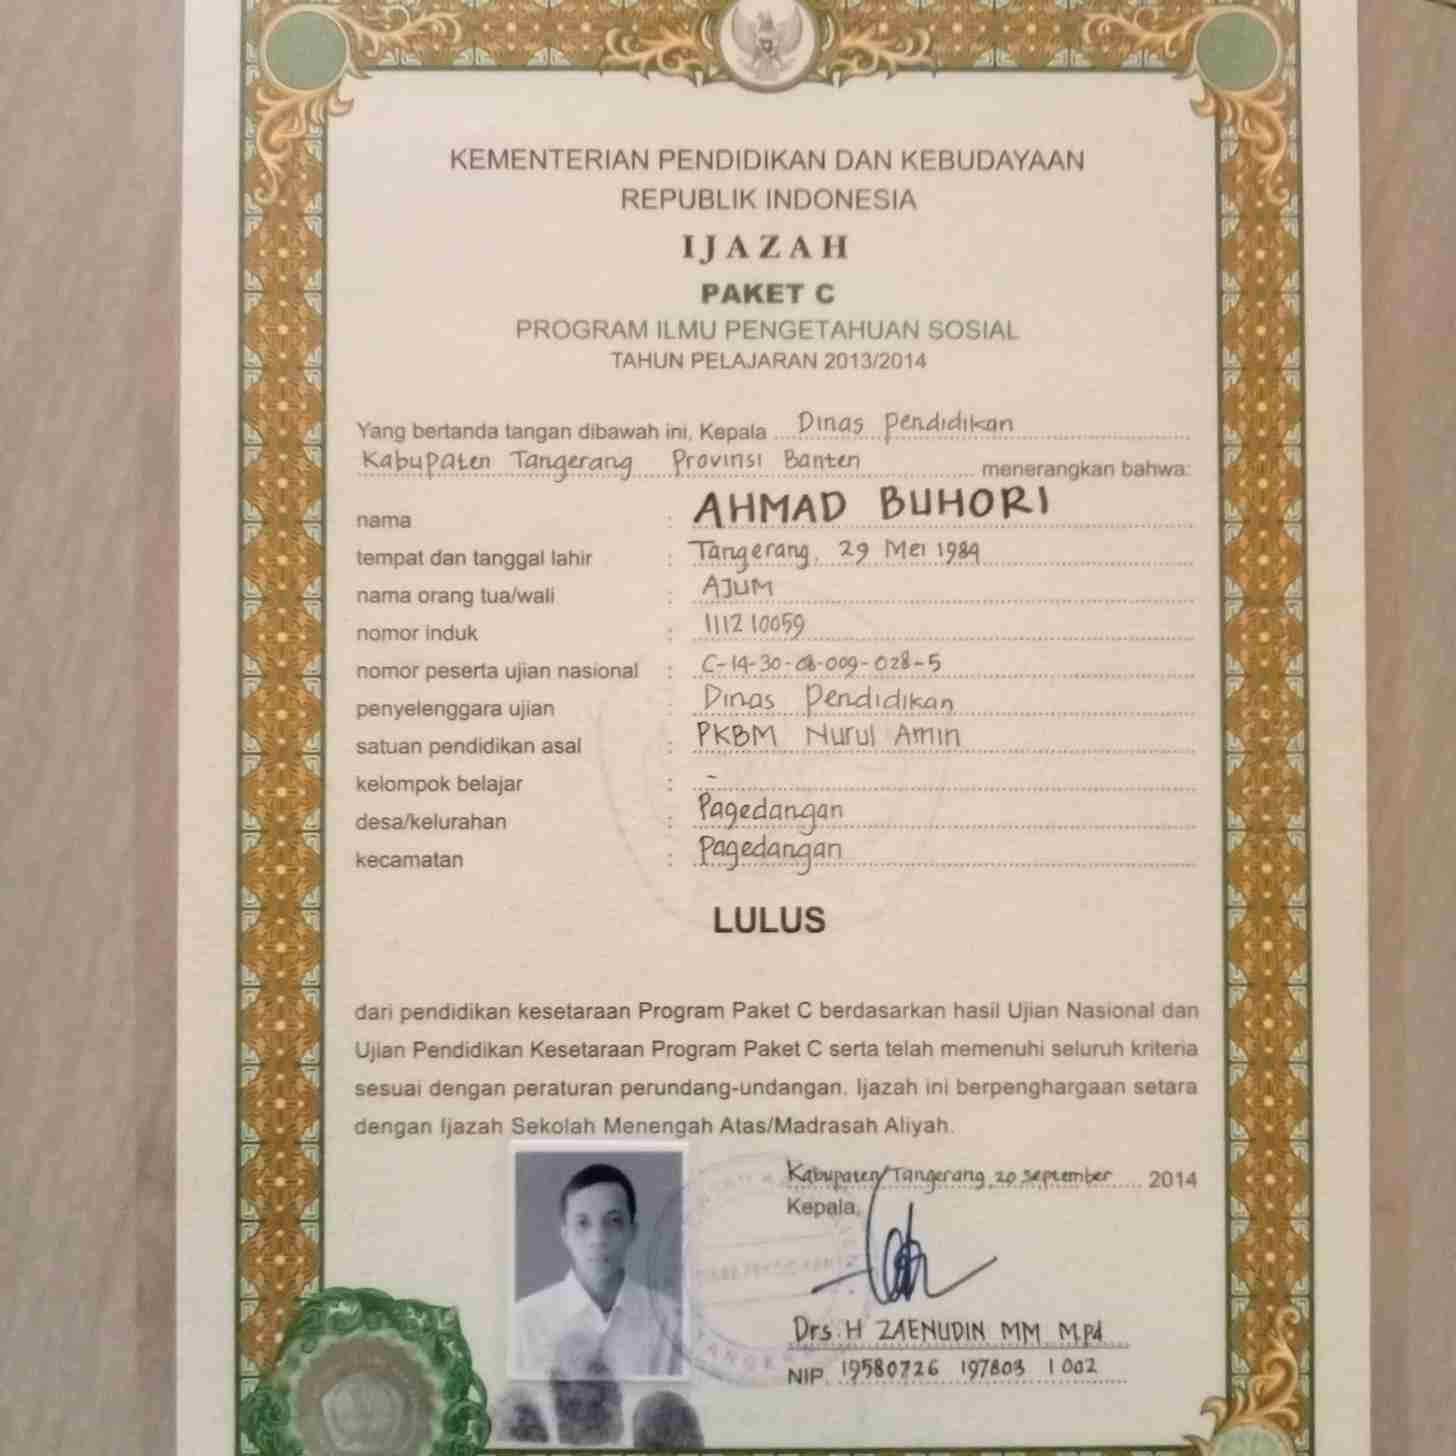 KEMENTERIAN PENDIDIKAN DAN KEBUDAYAAN
REPUBLIK INDONESIA
IJAZAH
PAKET C
PROGRAM ILMU PENGETAHUAN SOSIAL
TAHUN PELAJARAN 2013/2014
Yang bertanda tangan dibawah ini, Kepala Dinas Pendidikan
Kabupaten Tangerang Provinsi Banten menerangkan bahwa:
nama : AHMAD BUHORI
tempat dan tanggal lahir : Tangerang, 29 Mei 1984
nama orang tua/wali : AJUM
nomor induk : 111210059
nomor peserta ujian nasional : C-14-30-08-009-028-5
penyelenggara ujian : Dinas Pendidikan
satuan pendidikan asal : PKBM Nurul Amin
kelompok belajar : -
desa/kelurahan : Pagedangan
kecamatan : Pagedangan
LULUS
dari pendidikan kesetaraan Program Paket C berdasarkan hasil Ujian Nasional dan
Ujian Pendidikan Kesetaraan Program Paket C serta telah memenuhi seluruh kriteria
sesuai dengan peraturan perundang-undangan. Ijazah ini berpenghargaan setara
dengan Ijazah Sekolah Menengah Atas/Madrasah Aliyah.
Kabupaten Tangerang, 20 September 2014
Kepala,
Drs. H ZAENUDIN MM M.Pd
NIP. 19580726 197803 1 002